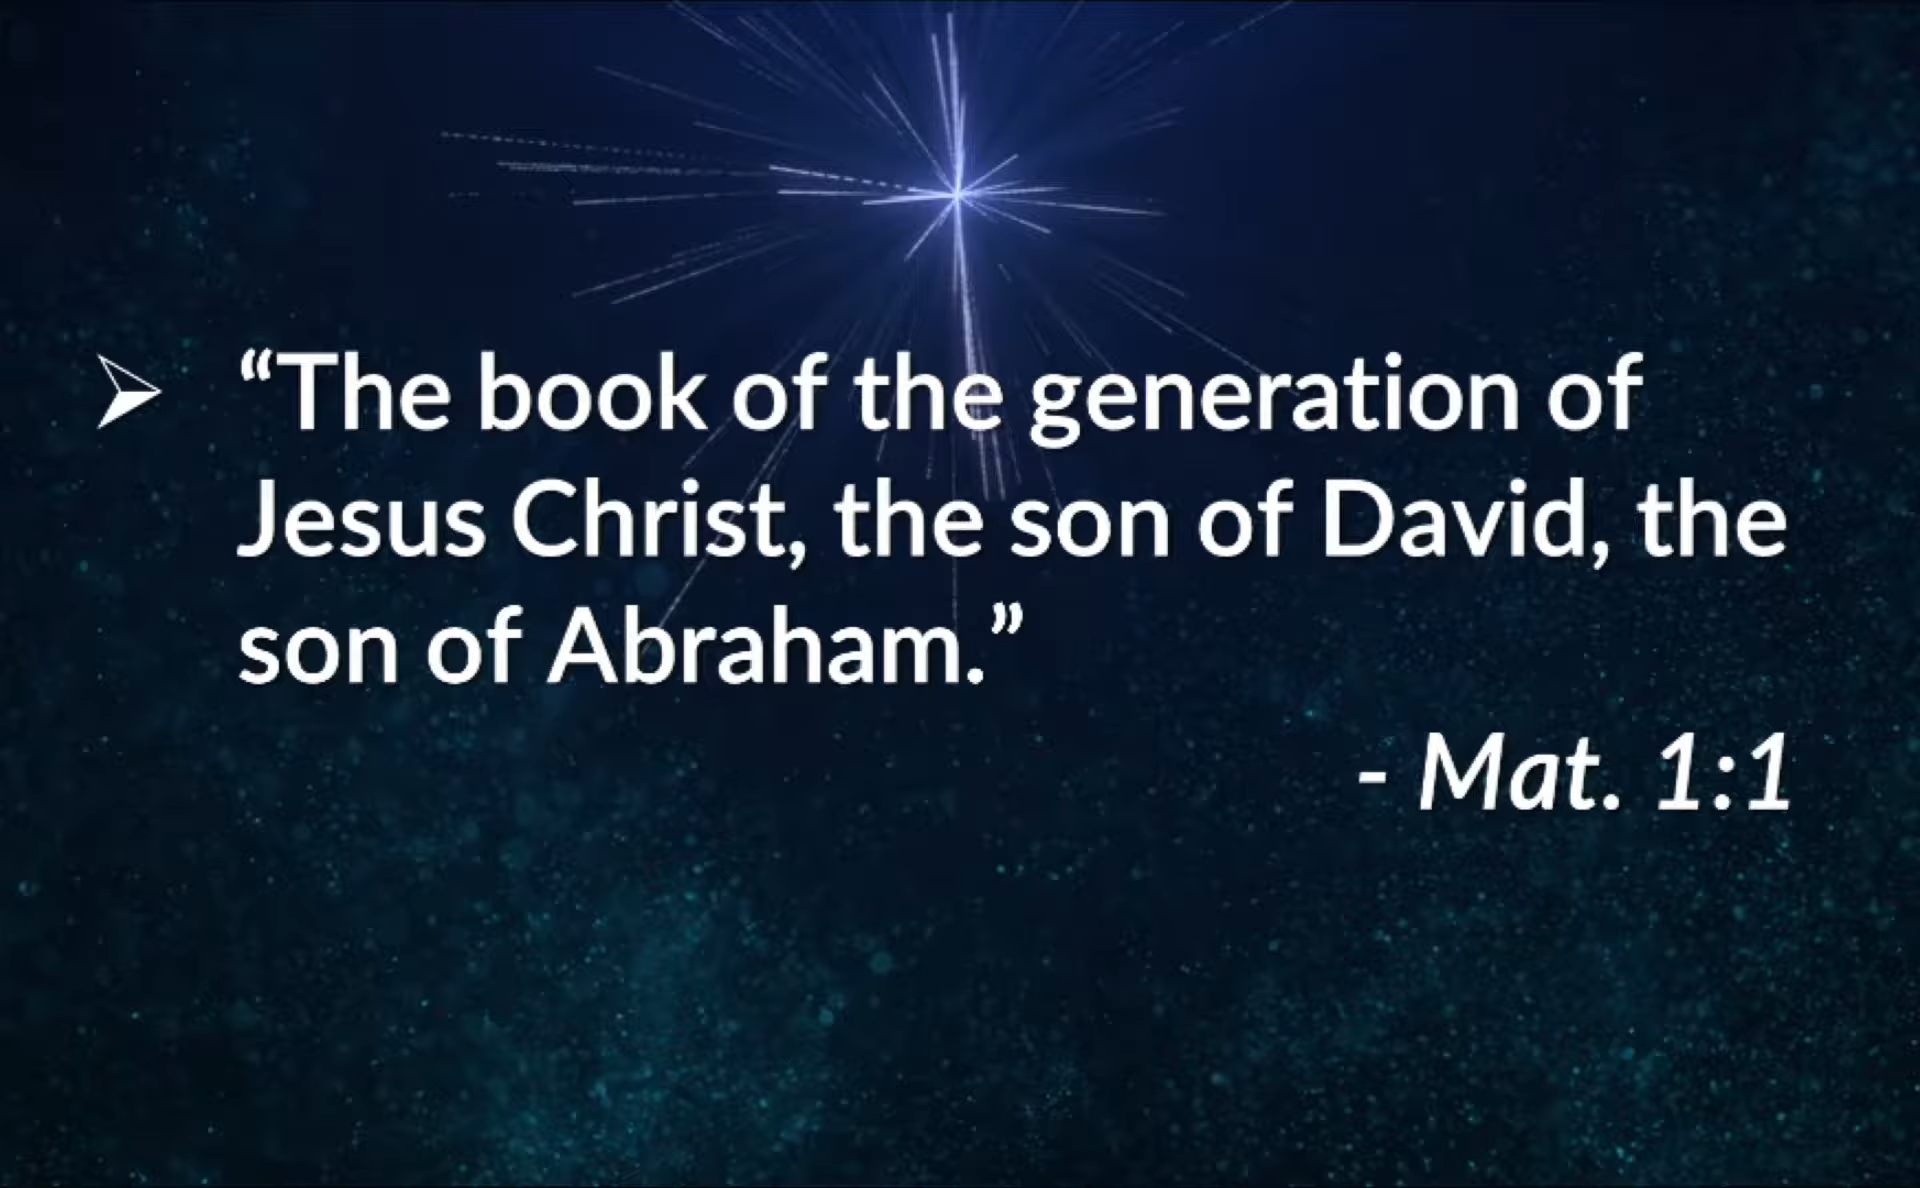 ➢ “The book of the generation of
Jesus Christ, the son of David, the
son of Abraham.”
- Mat. 1:1